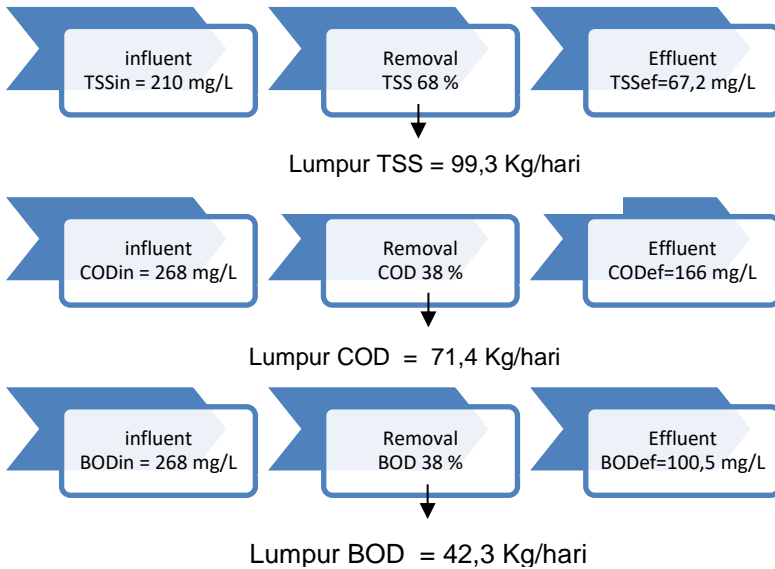 influent
TSSin = 210 mg/L
Removal
TSS 68 %
Effluent
TSSef=67,2 mg/L
Lumpur TSS = 99,3 Kg/hari
influent
CODin = 268 mg/L
Removal
COD 38 %
Effluent
CODef=166 mg/L
Lumpur COD = 71,4 Kg/hari
influent
BODin = 268 mg/L
Removal
BOD 38 %
Effluent
BODef=100,5 mg/L
Lumpur BOD = 42,3 Kg/hari